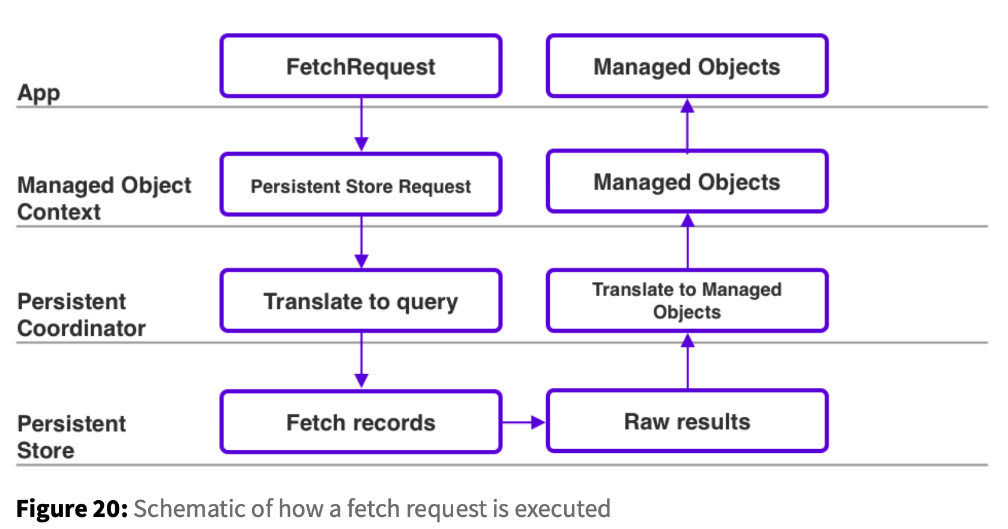 FetchRequest
Managed Objects
App
Managed Object
Context
Persistent Store Request
Managed Objects
Persistent
Coordinator
Translate to query
Translate to Managed
Objects
Persistent
Store
Fetch records
Raw results
Figure 20: Schematic of how a fetch request is executed